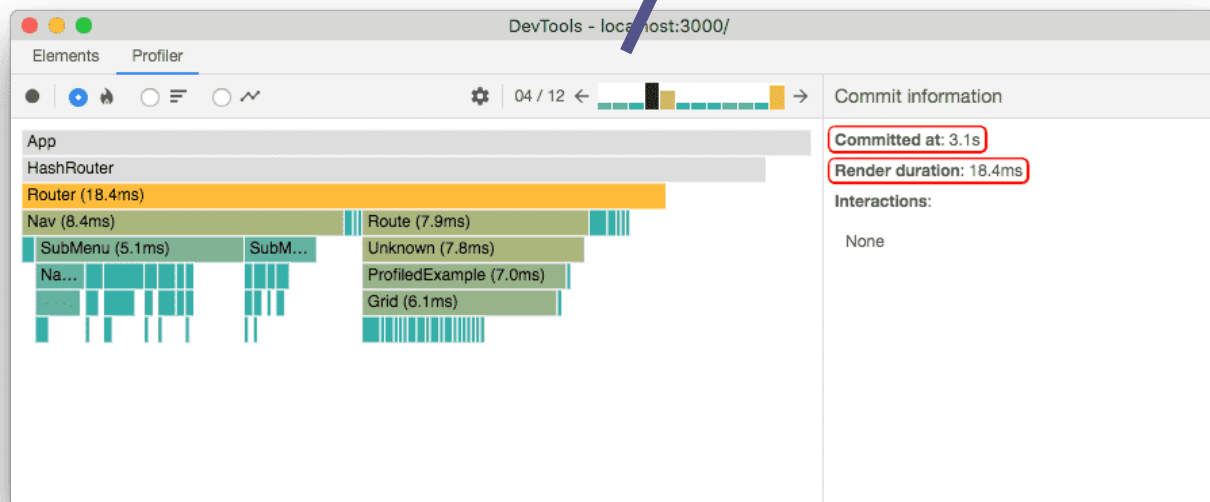 DevTools - localhost:3000/
Elements Profiler
04 / 12
Commit information
App
Committed at: 3.1s
HashRouter
Render duration: 18.4ms
Router (18.4ms)
Interactions:
Nav (8.4ms) Route (7.9ms)
None
SubMenu (5.1ms) SubM... Unknown (7.8ms)
Na... ProfiledExample (7.0ms)
Grid (6.1ms)